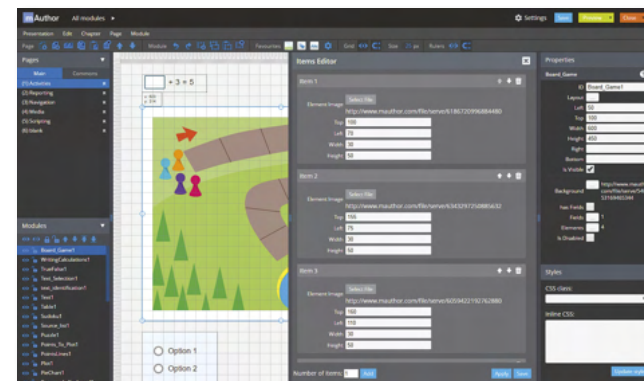 mAuthor All modules
Settings Save Preview Close
Presentation Edit Chapter Page Module
Page Module Favourites Grid Size 25 px Rulers
Pages
Main Commons
(1) Activities
(2) Reporting
(3) Navigation
(4) Media
(5) Scripting
(6) blank
Modules
Board_Game1
WritingCalculations1
TrueFalse1
Text_Selection1
text_identification1
Text1
Table1
Sudoku1
Source_list1
Puzzle1
Points_To_Plot1
PointsLines1
Plot1
PieChart1
+ 3 = 5
Option 1
Option 2
Items Editor
Item 1
Select file
Element Image http://www.mauthor.com/file/serve/6186720996884480
Top 100
Left 70
Width 30
Height 50
Item 2
Select file
Element Image http://www.mauthor.com/file/serve/6343297250885632
Top 150
Left 75
Width 30
Height 50
Item 3
Select file
Element Image http://www.mauthor.com/file/serve/6059422192762880
Top 160
Left 110
Width 30
Height 50
Number of items: Add Apply Save
Properties
Board_Game
ID Board_Game1
Layout
Left 50
Top 100
Width 600
Height 450
Right
Bottom
Is Visible
Background
has Fields
Fields 1
Elements 4
Is Disabled
Styles
CSS class:
Inline CSS:
Update style